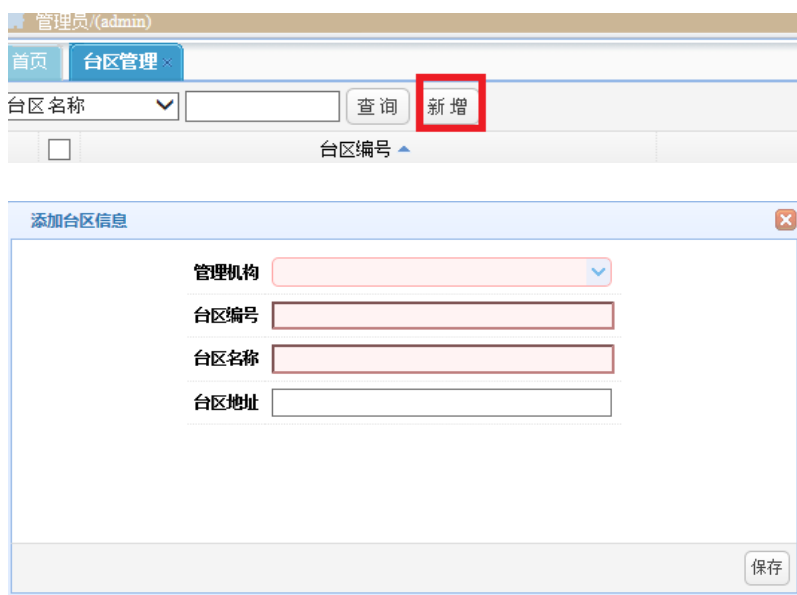 管理员/(admin)
首页 台区管理 ×
台区名称 查询 新增
台区编号
添加台区信息
管理机构
台区编号
台区名称
台区地址
保存